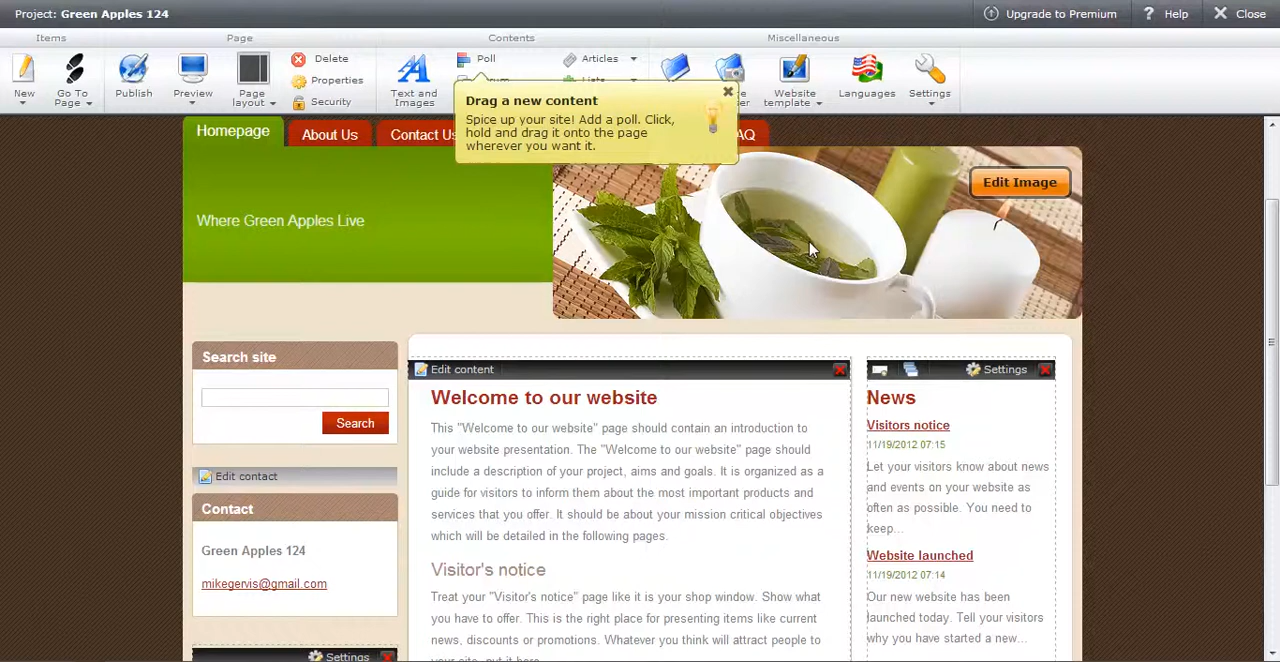 Project: Green Apples 124
Upgrade to Premium
? Help
Close
Items
Page
Contents
Miscellaneous
New
Go To
Page
Publish
Preview
Page
layout
Delete
Properties
Security
Text and
Images
Poll
Articles
Website
template
Languages
Settings
Drag a new content
Spice up your site! Add a poll. Click,
hold and drag it onto the page
wherever you want it.
Homepage
About Us
Contact Us
Where Green Apples Live
Edit Image
Search site
Search
Edit contact
Contact
Green Apples 124
mikegervis@gmail.com
Settings
Edit content
Welcome to our website
This "Welcome to our website" page should contain an introduction to
your website presentation. The "Welcome to our website" page should
include a description of your project, aims and goals. It is organized as a
guide for visitors to inform them about the most important products and
services that you offer. It should be about your mission critical objectives
which will be detailed in the following pages.
Visitor's notice
Treat your "Visitor's notice" page like it is your shop window. Show what
you have to offer. This is the right place for presenting items like current
news, discounts or promotions. Whatever you think will attract people to
your site, put it here.
Settings
News
Visitors notice
11/19/2012 07:15
Let your visitors know about news
and events on your website as
often as possible. You need to
keep...
Website launched
11/19/2012 07:14
Our new website has been
launched today. Tell your visitors
why you have started a new...